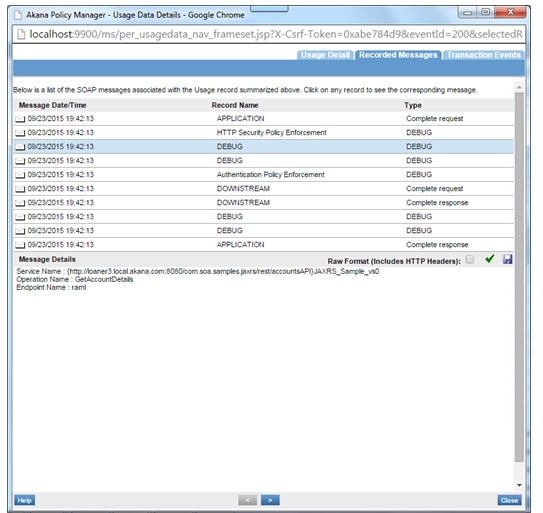 Akana Policy Manager - Usage Data Details - Google Chrome
localhost:9900/ms/per_usagedata_nav_frameset.jsp?X-Csrf-Token=0xabe784d9&eventId=200&selectedR
Usage Detail Recorded Messages Transaction Events
Below is a list of the SOAP messages associated with the Usage record summarized above. Click on any record to see the corresponding message.
Message Date/Time Record Name Type
09/23/2015 19:42:13 APPLICATION Complete request
09/23/2015 19:42:13 HTTP Security Policy Enforcement DEBUG
09/23/2015 19:42:13 DEBUG DEBUG
09/23/2015 19:42:13 DEBUG DEBUG
09/23/2015 19:42:13 Authentication Policy Enforcement DEBUG
09/23/2015 19:42:13 DOWNSTREAM Complete request
09/23/2015 19:42:13 DOWNSTREAM Complete response
09/23/2015 19:42:13 DEBUG DEBUG
09/23/2015 19:42:13 DEBUG DEBUG
09/23/2015 19:42:13 APPLICATION Complete response
Message Details Raw Format (Includes HTTP Headers):
Service Name : {http://loaner3.local.akana.com:8080/com.soa.samples.jaxrs/rest/accountsAPI}JAXRS_Sample_vs0
Operation Name : GetAccountDetails
Endpoint Name : raml
Help < > Close